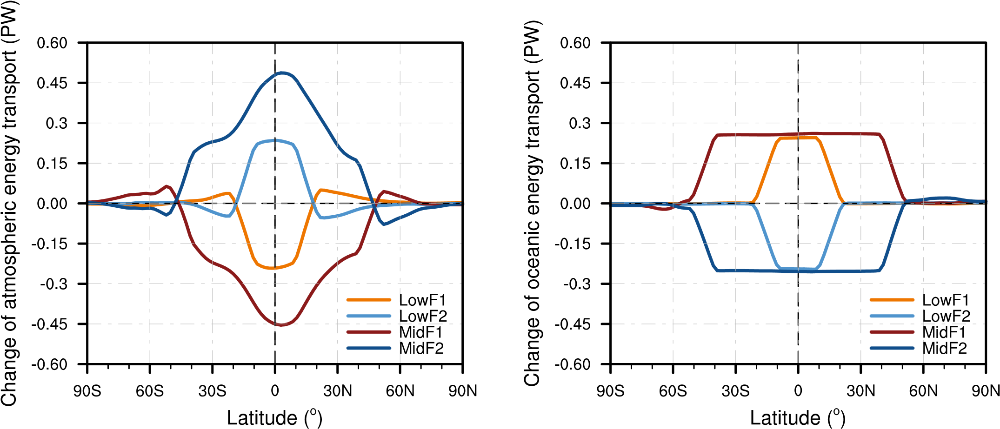 Change of atmospheric energy transport (PW)
0.60
0.45
0.3
0.15
0.00
-0.15
-0.3
-0.45
-0.60
LowF1
LowF2
MidF1
MidF2
90S 60S 30S 0 30N 60N 90N
Latitude (°)
Change of oceanic energy transport (PW)
0.60
0.45
0.3
0.15
0.00
-0.15
-0.3
-0.45
-0.60
LowF1
LowF2
MidF1
MidF2
90S 60S 30S 0 30N 60N 90N
Latitude (°)